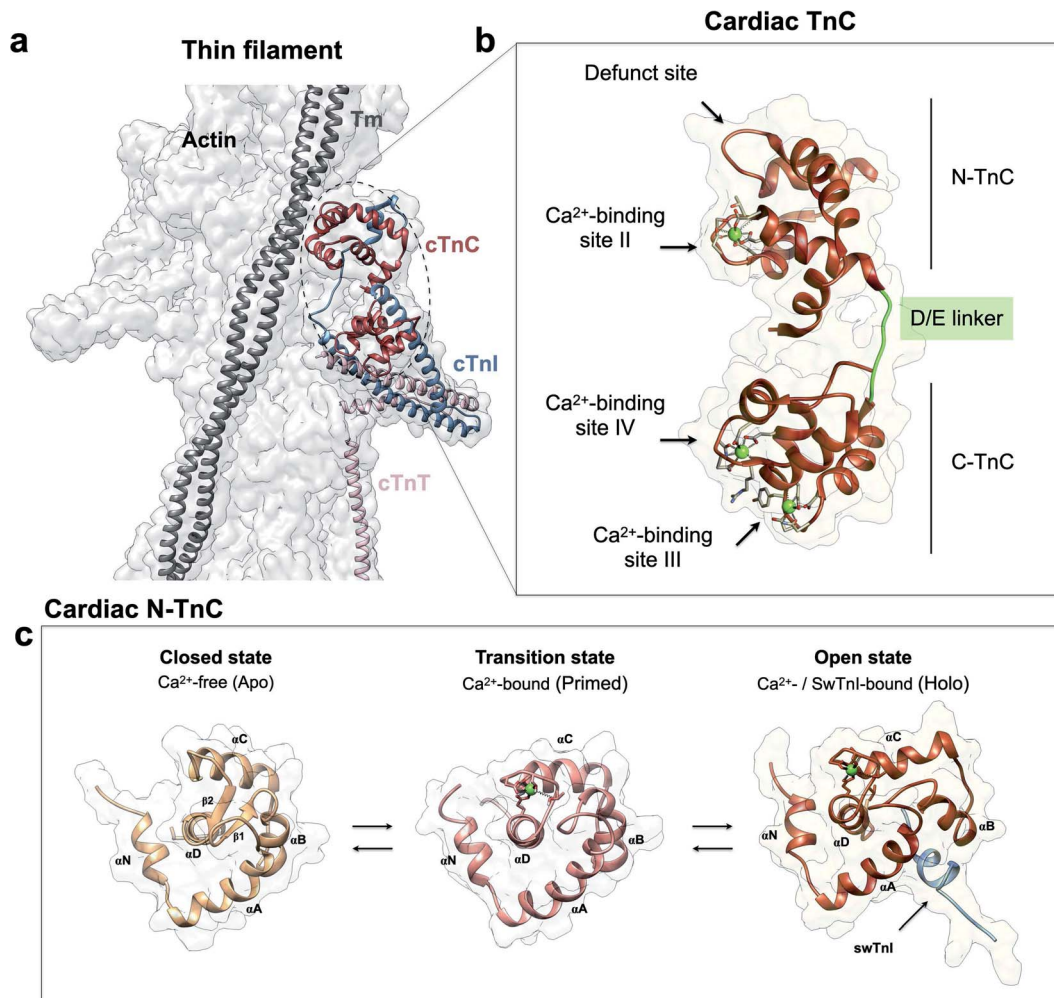 a
Thin filament
Actin
Tm
cTnC
cTnI
cTnT
Cardiac TnC
b
Defunct site
N-TnC
Ca²⁺-binding
site II
D/E linker
Ca²⁺-binding
site IV
C-TnC
Ca²⁺-binding
site III
Cardiac N-TnC
c
Closed state
Ca²⁺-free (Apo)
αC
β2
β1
αB
αN
αD
αA
Transition state
Ca²⁺-bound (Primed)
αC
αB
αN
αD
αA
Open state
Ca²⁺- / SwTnI-bound (Holo)
αC
αN
αB
αD
αA
swTnI